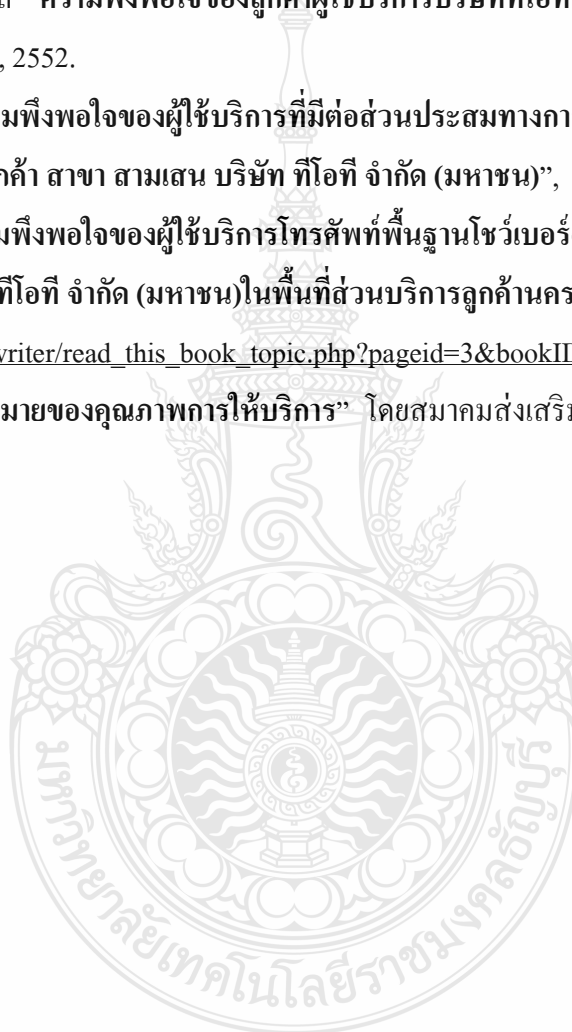 ความพึงพอใจของลูกค้าผู้ใช้บริการบริษัททีโอที
, 2552.
มพึงพอใจของผู้ใช้บริการที่มีต่อส่วนประสมทางกา
กค้า สาขา สามเสน บริษัท ทีโอที จำกัด (มหาชน)”,
มพึงพอใจของผู้ใช้บริการโทรศัพท์พื้นฐานโชว์เบอร์
ทีโอที จำกัด (มหาชน)ในพื้นที่ส่วนบริการลูกค้านคร
writer/read_this_book_topic.php?pageid=3&bookID
มายของคุณภาพการให้บริการ” โดยสมาคมส่งเสริม
มหาวิทยาลัยเทคโนโลยีราชมงคลธัญบุรี